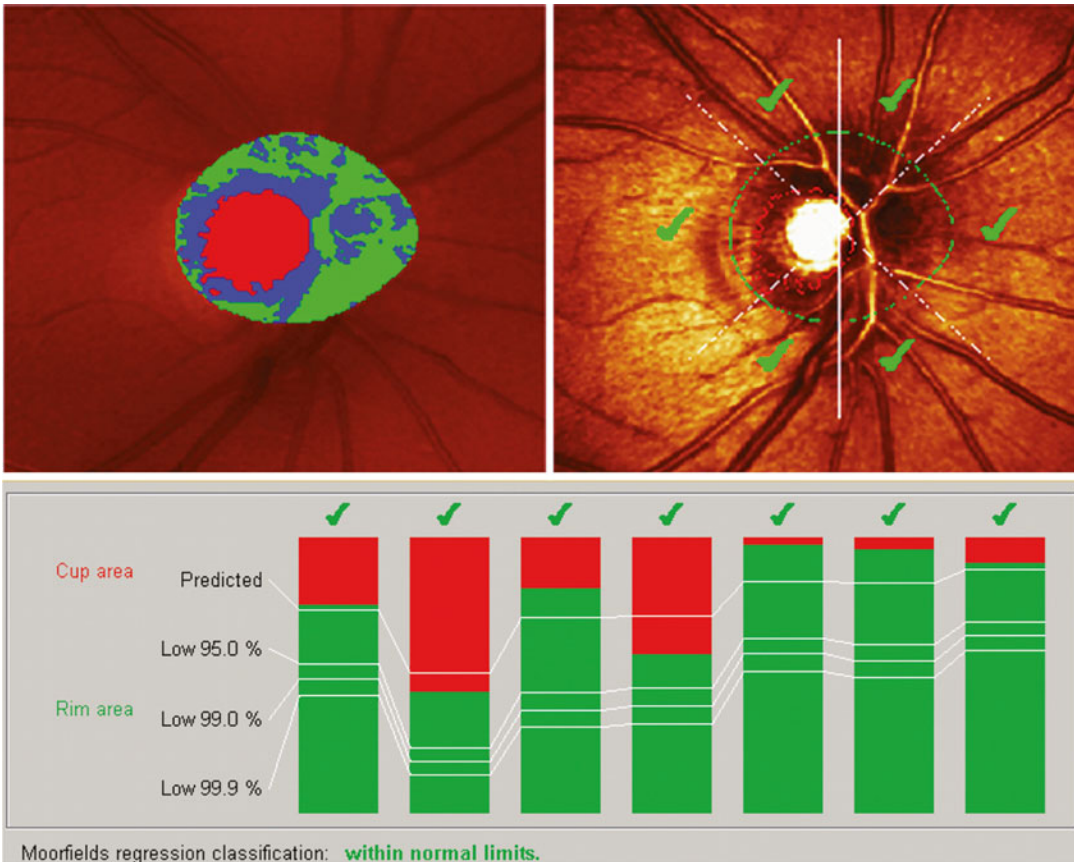 Cup area
Predicted
Low 95.0 %
Rim area
Low 99.0 %
Low 99.9 %
Moorfields regression classification: within normal limits.